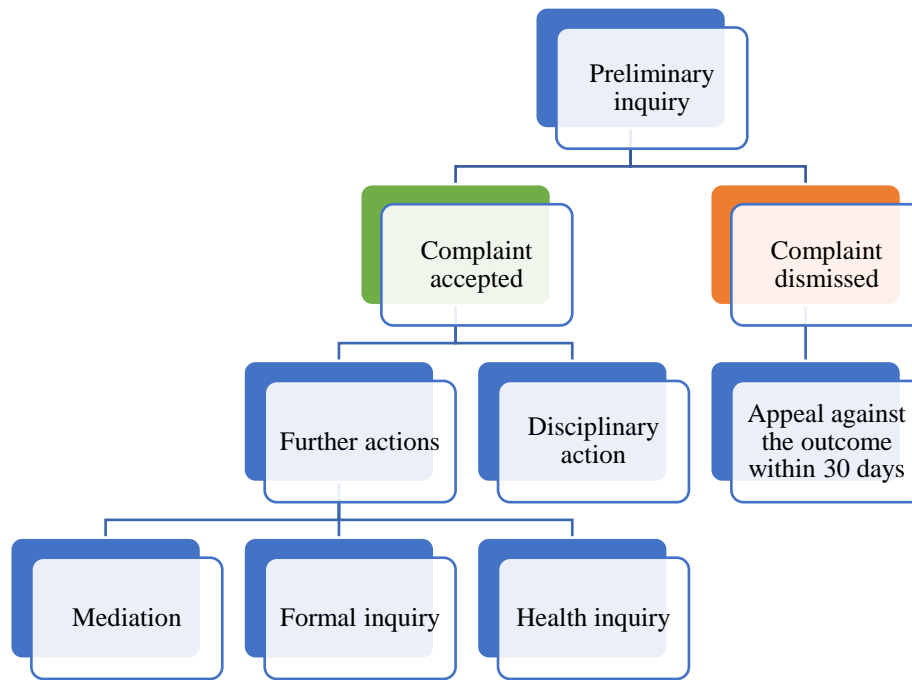 Preliminary
inquiry
Complaint
accepted
Complaint
dismissed
Further actions
Disciplinary
action
Appeal against
the outcome
within 30 days
Mediation
Formal inquiry
Health inquiry